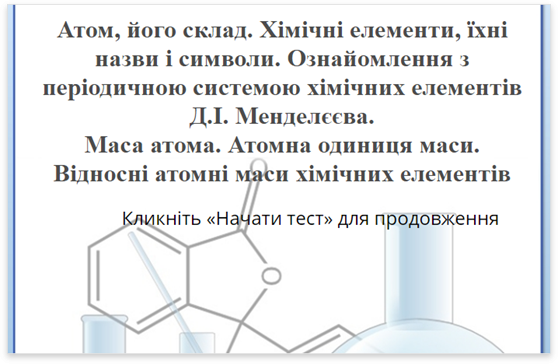 Атом, його склад. Хімічні елементи, їхні
назви і символи. Ознайомлення з
періодичною системою хімічних елементів
Д.І. Менделєєва.
Маса атома. Атомна одиниця маси.
Відносні атомні маси хімічних елементів
Кликніть «Начати тест» для продовження
O
O